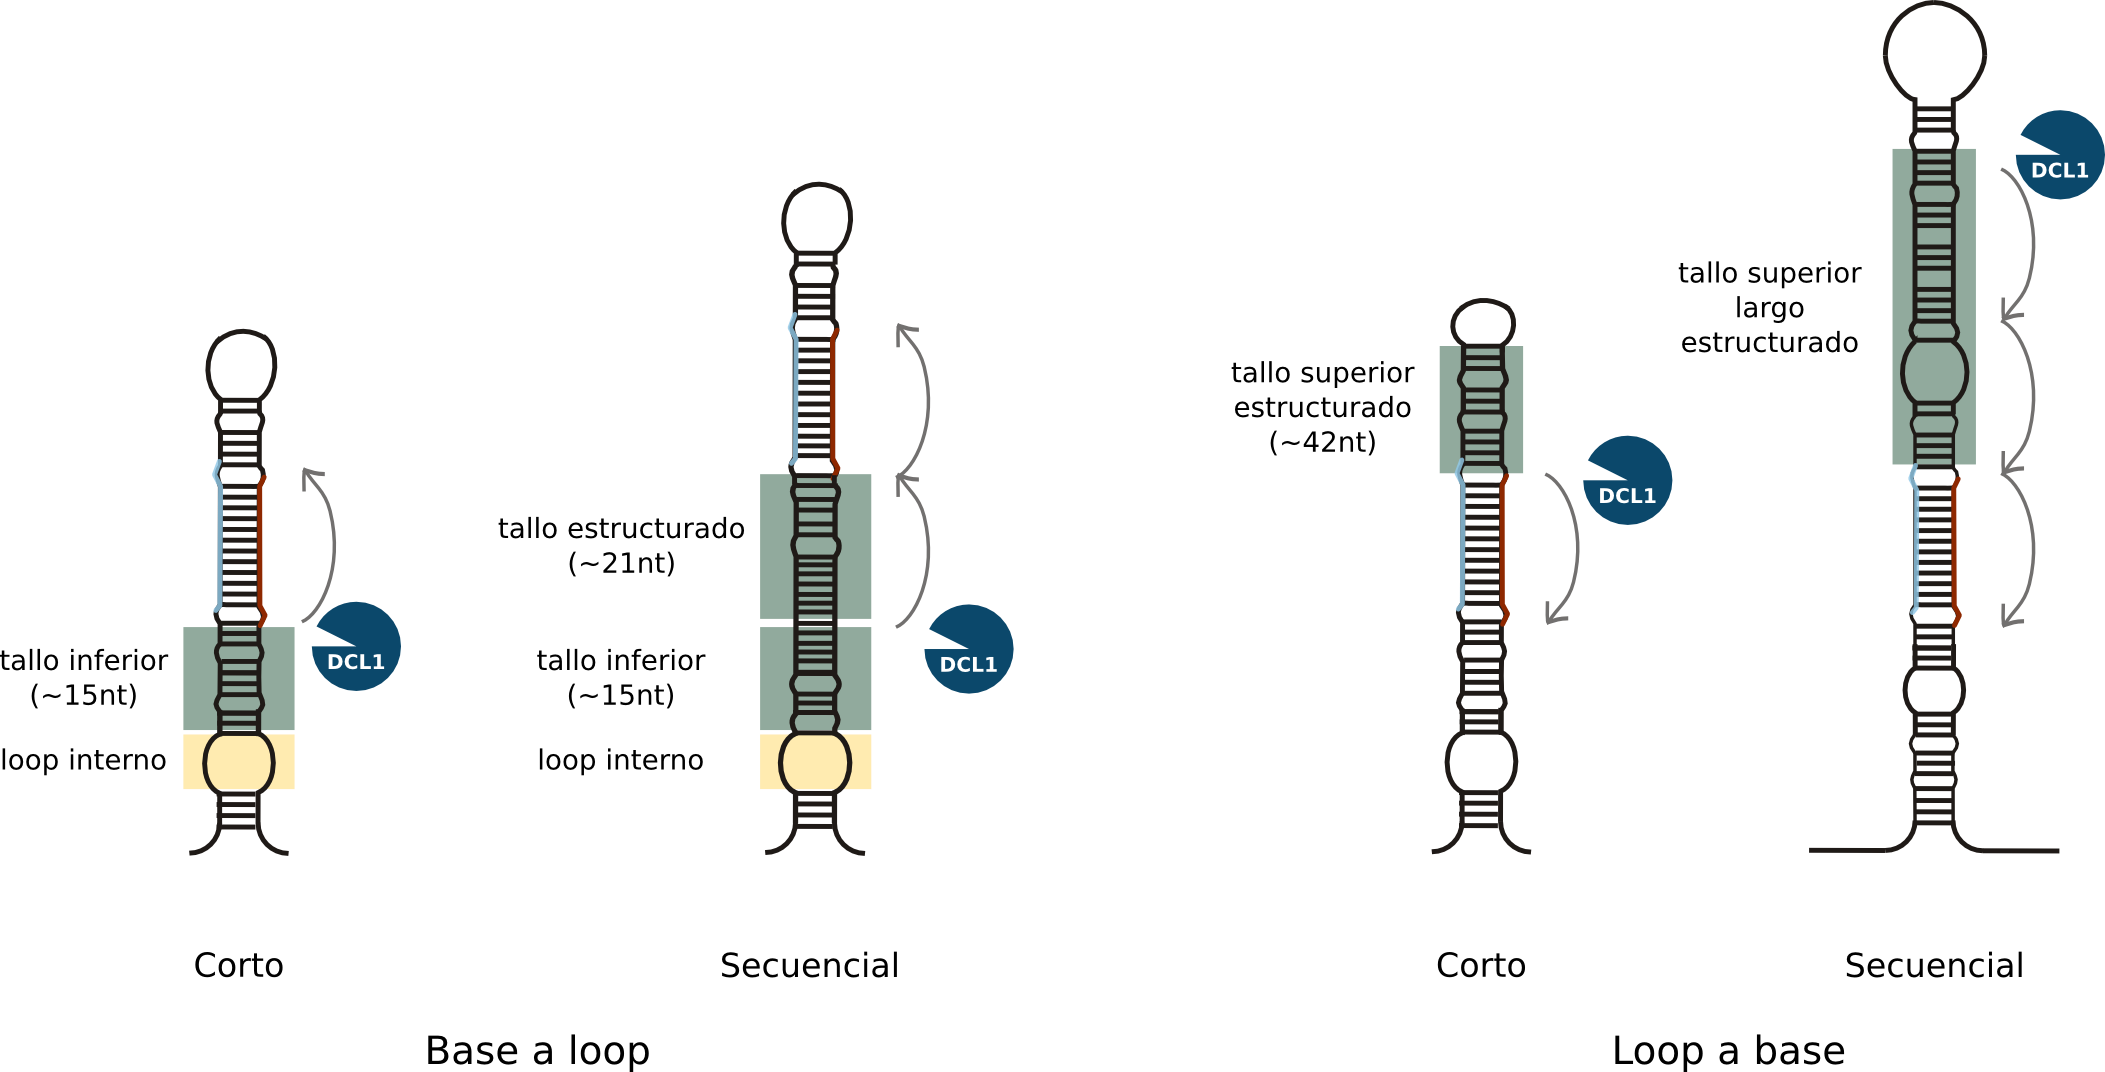 tallo inferior
(~15nt)
loop interno
DCL1
Corto
tallo estructurado
(~21nt)
tallo inferior
(~15nt)
loop interno
DCL1
Secuencial
Base a loop
tallo superior
estructurado
(~42nt)
DCL1
Corto
tallo superior
largo
estructurado
DCL1
Secuencial
Loop a base